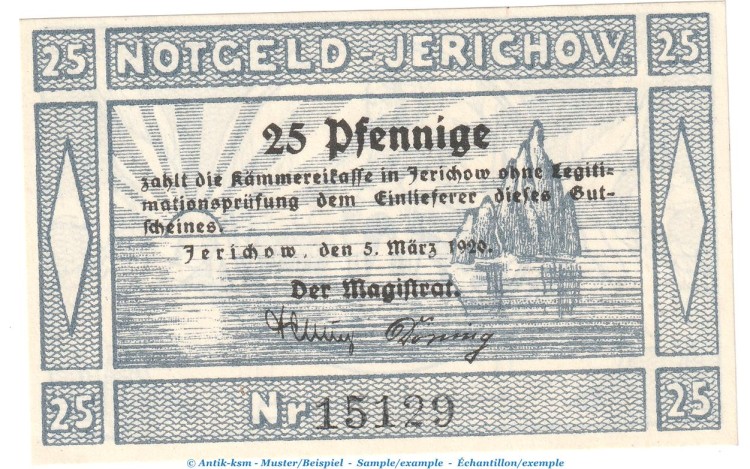 25 NOTGELD-JERICHOW. 25
25 Pfennige
zahlt die Kämmereikasse in Jerichow ohne Legiti-
mationsprüfung dem Einlieferer dieses Gut-
scheines.
Jerichow, den 5. März 1920.
Der Magistrat.
Döning
25 Nr 15129 25
© Antik-ksm - Muster/Beispiel - Sample/example - Échantillon/exemple